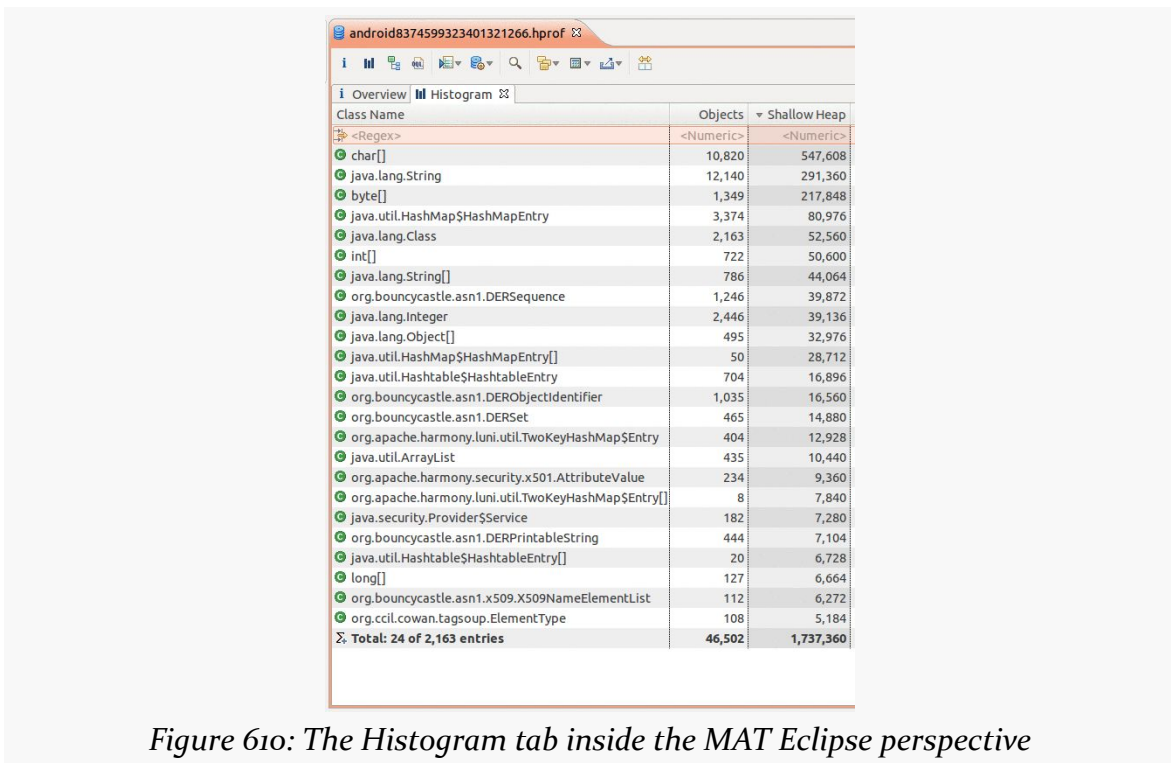 android8374599323401321266.hprof
i Overview Histogram
Class Name Objects Shallow Heap
<Regex> <Numeric> <Numeric>
char[] 10,820 547,608
java.lang.String 12,140 291,360
byte[] 1,349 217,848
java.util.HashMap$HashMapEntry 3,374 80,976
java.lang.Class 2,163 52,560
int[] 722 50,600
java.lang.String[] 786 44,064
org.bouncycastle.asn1.DERSequence 1,246 39,872
java.lang.Integer 2,446 39,136
java.lang.Object[] 495 32,976
java.util.HashMap$HashMapEntry[] 50 28,712
java.util.Hashtable$HashtableEntry 704 16,896
org.bouncycastle.asn1.DERObjectIdentifier 1,035 16,560
org.bouncycastle.asn1.DERSet 465 14,880
org.apache.harmony.luni.util.TwoKeyHashMap$Entry 404 12,928
java.util.ArrayList 435 10,440
org.apache.harmony.security.x501.AttributeValue 234 9,360
org.apache.harmony.luni.util.TwoKeyHashMap$Entry[] 8 7,840
java.security.Provider$Service 182 7,280
org.bouncycastle.asn1.DERPrintableString 444 7,104
java.util.Hashtable$HashtableEntry[] 20 6,728
long[] 127 6,664
org.bouncycastle.asn1.x509.X509NameElementList 112 6,272
org.ccil.cowan.tagsoup.ElementType 108 5,184
Σ Total: 24 of 2,163 entries 46,502 1,737,360
Figure 610: The Histogram tab inside the MAT Eclipse perspective